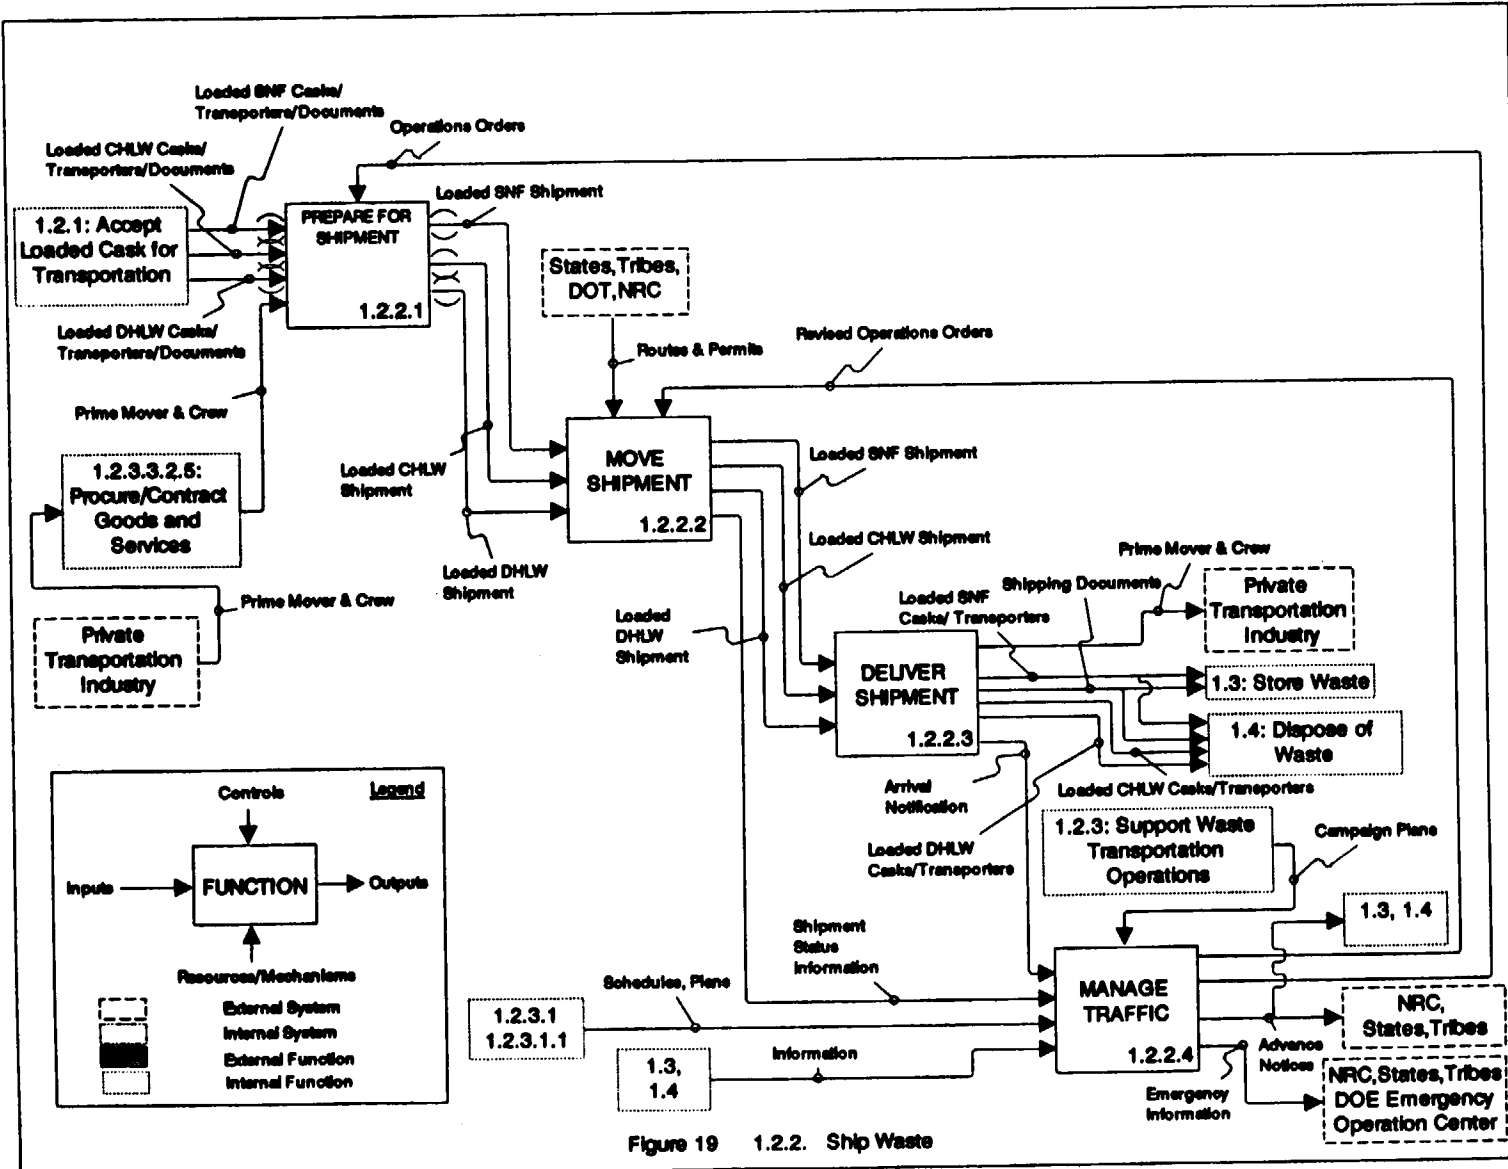 Loaded SNF Casks/
Transporters/Documents
Operations Orders
Loaded CHLW Casks/
Transporters/Documents
Loaded SNF Shipment
1.2.1: Accept
Loaded Cask for
Transportation
PREPARE FOR
SHIPMENT
1.2.2.1
States,Tribes,
DOT,NRC
Loaded DHLW Casks/
Transporters/Documents
Routes & Permits
Revised Operations Orders
Prime Mover & Crew
Loaded CHLW
Shipment
MOVE
SHIPMENT
1.2.2.2
Loaded SNF Shipment
1.2.3.3.2.5:
Procure/Contract
Goods and
Services
Loaded CHLW Shipment
Loaded DHLW
Shipment
Prime Mover & Crew
Private
Transportation
Industry
Loaded
DHLW
Shipment
Loaded SNF
Casks/ Transporters
Shipping Documents
Prime Mover & Crew
Private
Transportation
Industry
DELIVER
SHIPMENT
1.2.2.3
1.3: Store Waste
1.4: Dispose of
Waste
Arrival
Notification
Loaded CHLW Casks/Transporters
Loaded DHLW
Casks/Transporters
1.2.3: Support Waste
Transportation
Operations
Campaign Plans
1.3, 1.4
Legend
Controls
Inputs
FUNCTION
Outputs
Resources/Mechanisms
External System
Internal System
External Function
Internal Function
Shipment
Status
Information
Schedules, Plans
1.2.3.1
1.2.3.1.1
Information
1.3,
1.4
MANAGE
TRAFFIC
1.2.2.4
NRC,
States,Tribes
Advance
Notices
Emergency
Information
NRC,States,Tribes
DOE Emergency
Operation Center
Figure 19 1.2.2. Ship Waste